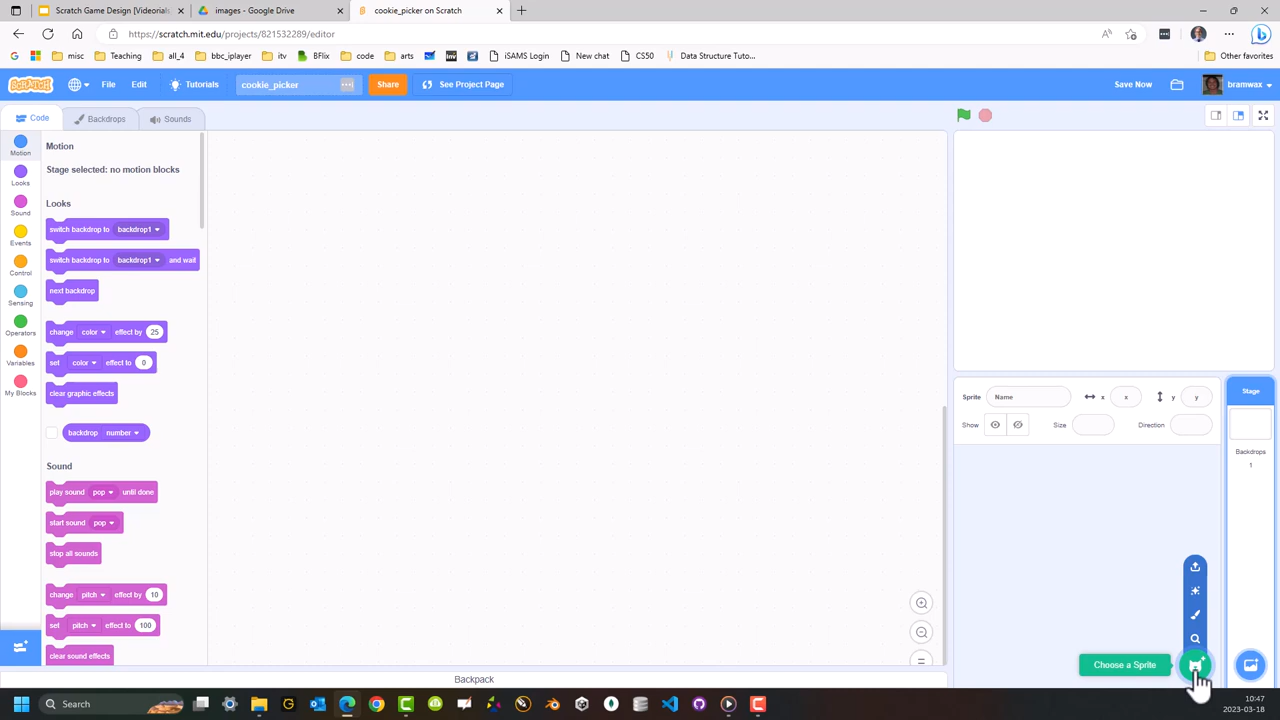 Scratch Game Design [Videorials
images - Google Drive
cookie_picker on Scratch
https://scratch.mit.edu/projects/821532289/editor
misc
Teaching
all_4
bbc_iplayer
itv
BFlix
code
arts
inv
iSAMS Login
New chat
CS50
Data Structure Tuto...
Other favorites
SCRATCH
File
Edit
Tutorials
cookie_picker
Share
See Project Page
Save Now
bramwax
Code
Backdrops
Sounds
Motion
Looks
Sound
Events
Control
Sensing
Operators
Variables
My Blocks
Motion
Stage selected: no motion blocks
Looks
switch backdrop to backdrop1
switch backdrop to backdrop1 and wait
next backdrop
change color effect by 25
set color effect to 0
clear graphic effects
backdrop number
Sound
play sound pop until done
start sound pop
stop all sounds
change pitch effect by 10
set pitch effect to 100
clear sound effects
Backpack
Sprite Name x x y y
Show Size Direction
Stage
Backdrops
1
Choose a Sprite
Search
10:47
2023-03-18